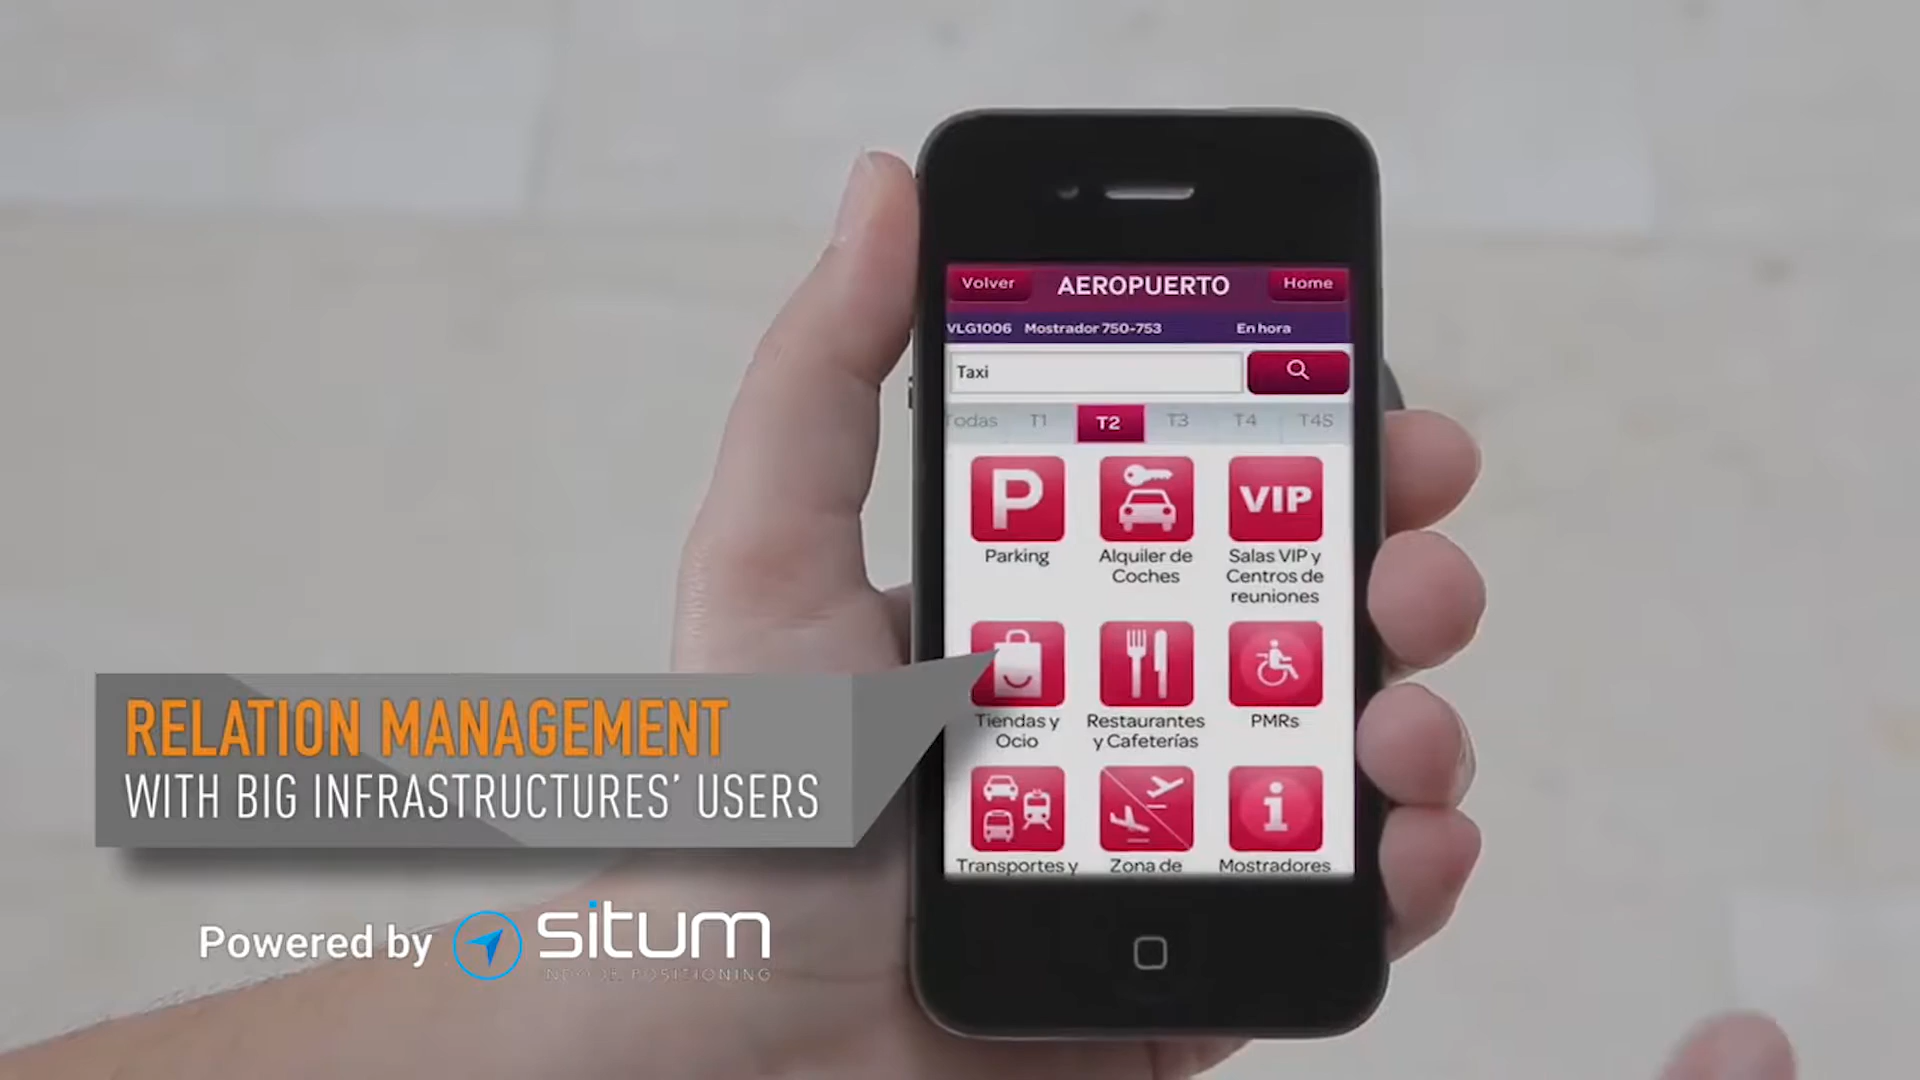 Volver AEROPUERTO Home
VLG1006 Mostrador 750-753 En hora
Taxi
Todas T1 T2 T3 T4 T4S
P
VIP
Parking
Alquiler de
Coches
Salas VIP y
Centros de
reuniones
Tiendas y
Ocio
Restaurantes
y Cafeterías
PMRs
i
Transportes y
Zona de
Mostradores
RELATION MANAGEMENT
WITH BIG INFRASTRUCTURES' USERS
Powered by situm
INDOOR POSITIONING